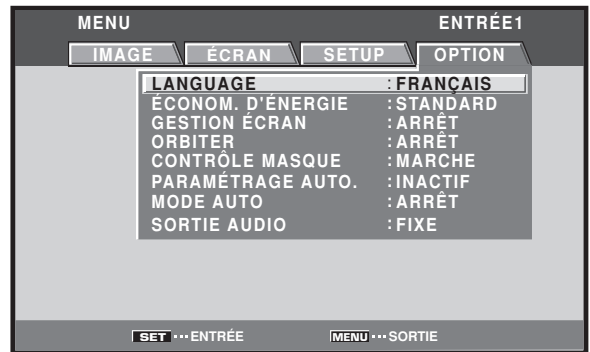 MENU ENTRÉE1
IMAGE ÉCRAN SETUP OPTION
LANGUAGE :FRANÇAIS
ÉCONOM. D'ÉNERGIE :STANDARD
GESTION ÉCRAN :ARRÊT
ORBITER :ARRÊT
CONTRÔLE MASQUE :MARCHE
PARAMÉTRAGE AUTO. :INACTIF
MODE AUTO :ARRÊT
SORTIE AUDIO :FIXE
SET ··· ENTRÉE MENU ··· SORTIE